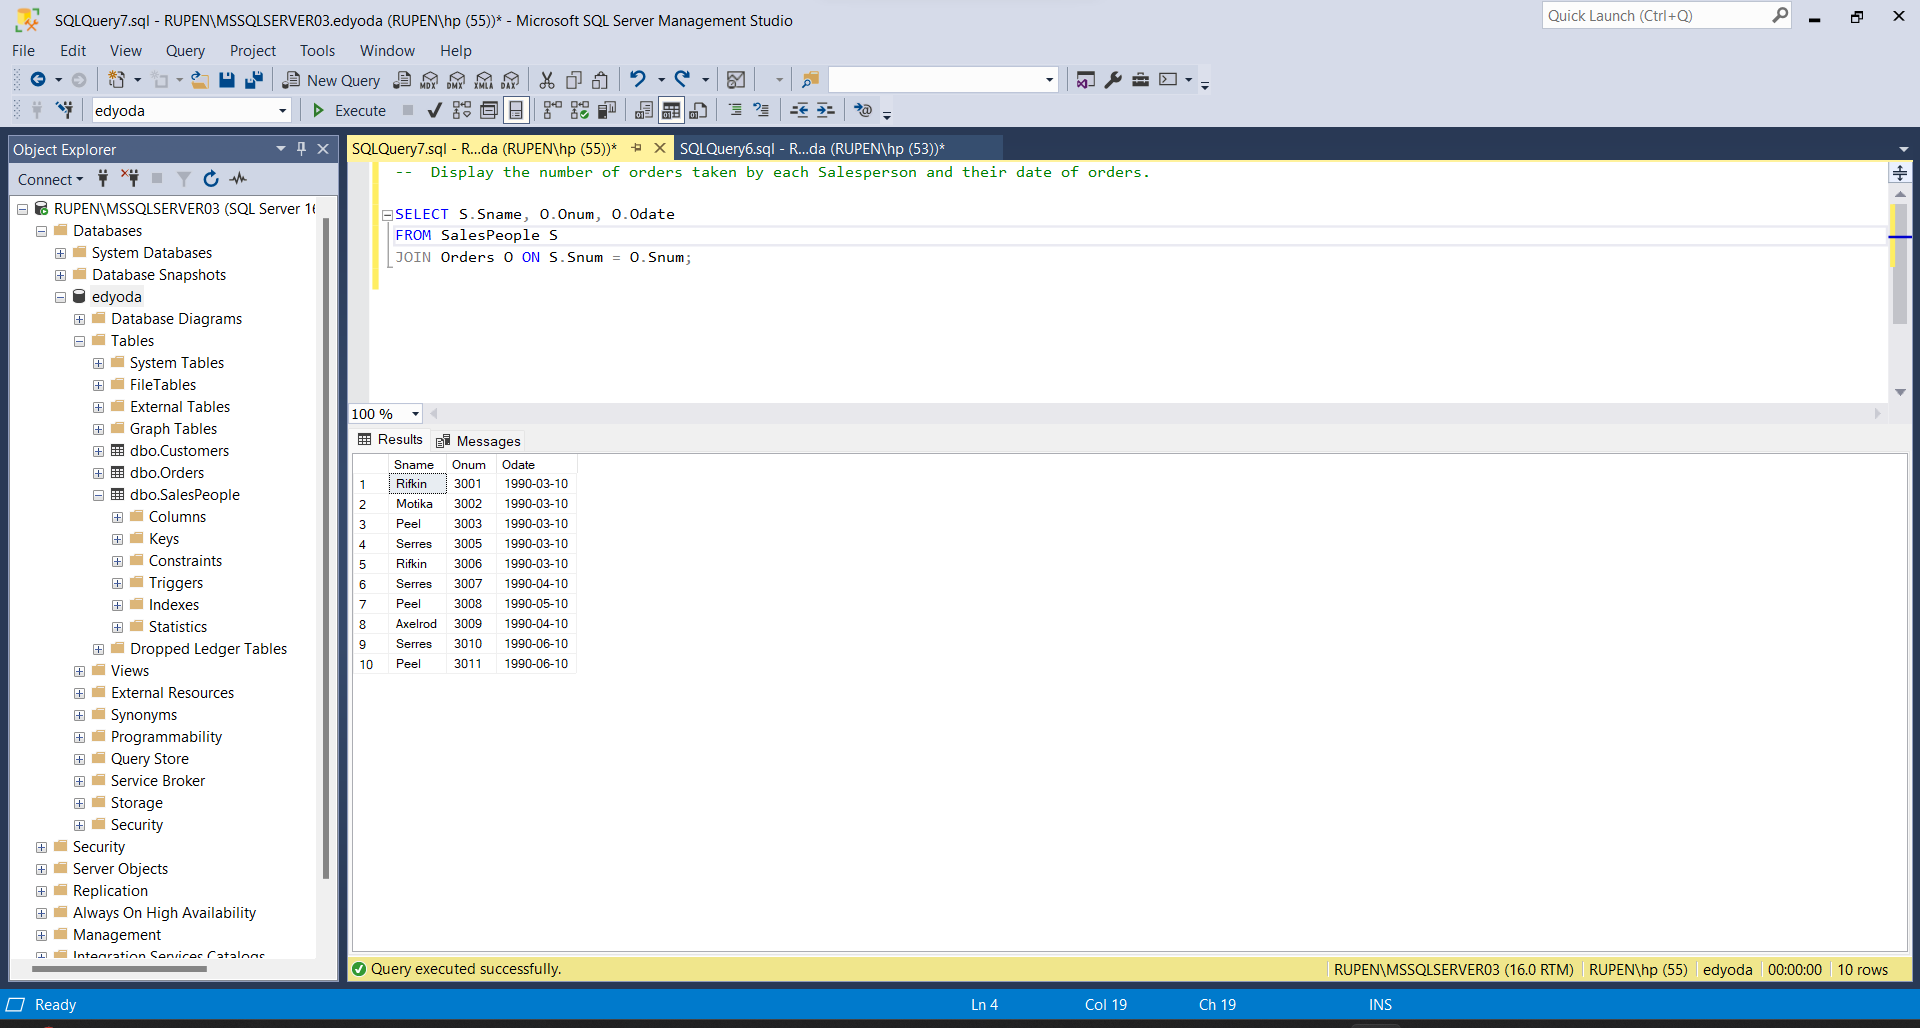 SQLQuery7.sql - RUPEN\MSSQLSERVER03.edyoda (RUPEN\hp (55))* - Microsoft SQL Server Management Studio
Quick Launch (Ctrl+Q)
File Edit View Query Project Tools Window Help
New Query MDX DMX XMLA DAX
edyoda Execute
Object Explorer
SQLQuery7.sql - R...da (RUPEN\hp (55))* SQLQuery6.sql - R...da (RUPEN\hp (53))*
Connect
RUPEN\MSSQLSERVER03 (SQL Server 16
Databases
System Databases
Database Snapshots
edyoda
Database Diagrams
Tables
System Tables
FileTables
External Tables
Graph Tables
dbo.Customers
dbo.Orders
dbo.SalesPeople
Columns
Keys
Constraints
Triggers
Indexes
Statistics
Dropped Ledger Tables
Views
External Resources
Synonyms
Programmability
Query Store
Service Broker
Storage
Security
Security
Server Objects
Replication
Always On High Availability
Management
Integration Services Catalogs
-- Display the number of orders taken by each Salesperson and their date of orders.
SELECT S.Sname, O.Onum, O.Odate
FROM SalesPeople S
JOIN Orders O ON S.Snum = O.Snum;
100 %
Results Messages
Sname Onum Odate
1 Rifkin 3001 1990-03-10
2 Motika 3002 1990-03-10
3 Peel 3003 1990-03-10
4 Serres 3005 1990-03-10
5 Rifkin 3006 1990-03-10
6 Serres 3007 1990-04-10
7 Peel 3008 1990-05-10
8 Axelrod 3009 1990-04-10
9 Serres 3010 1990-06-10
10 Peel 3011 1990-06-10
Query executed successfully. RUPEN\MSSQLSERVER03 (16.0 RTM) RUPEN\hp (55) edyoda 00:00:00 10 rows
Ready Ln 4 Col 19 Ch 19 INS